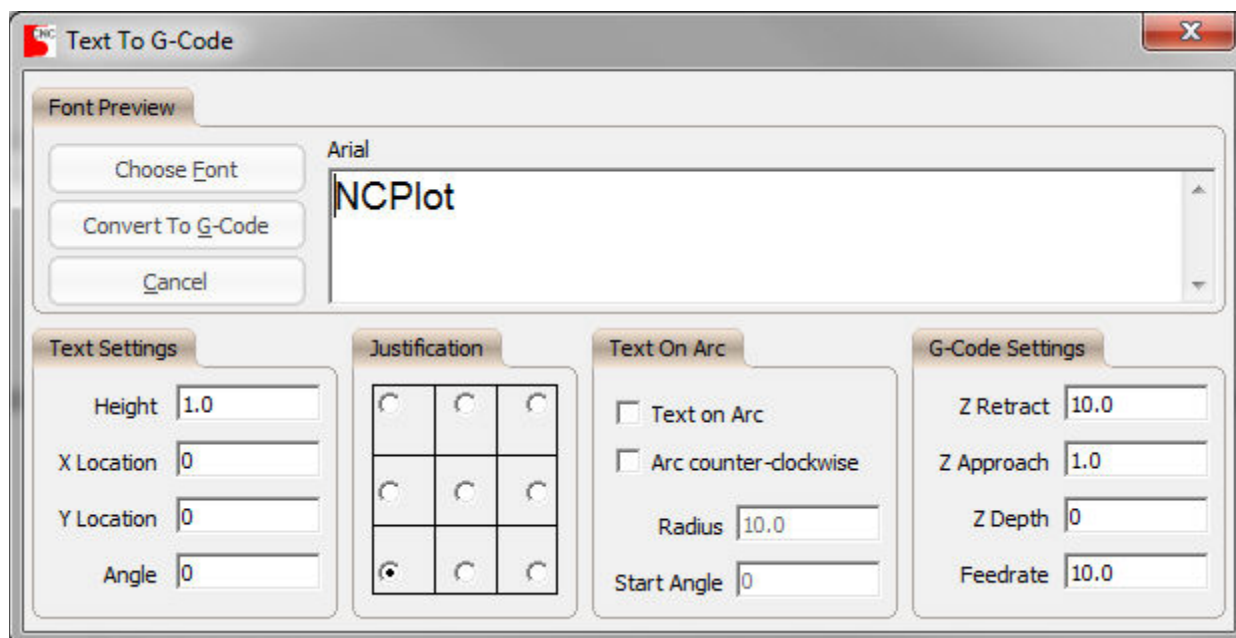 CNC
Text To G-Code
X
Font Preview
Choose Font
Convert To G-Code
Cancel
Arial
NCPlot
Text Settings
Height 1.0
X Location 0
Y Location 0
Angle 0
Justification
Text On Arc
Text on Arc
Arc counter-clockwise
Radius 10.0
Start Angle 0
G-Code Settings
Z Retract 10.0
Z Approach 1.0
Z Depth 0
Feedrate 10.0